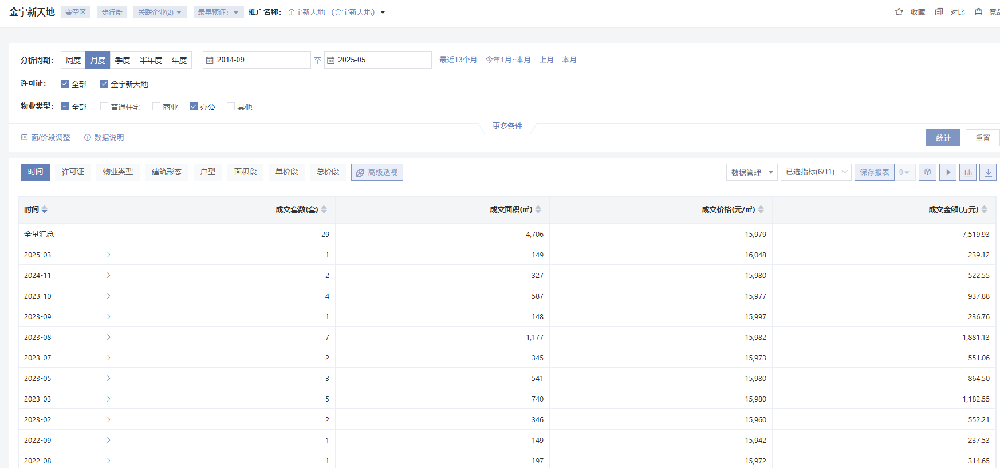 金宇新天地 赛罕区 步行街 关联企业(2) 最早预证: 推广名称: 金宇新天地 (金宇新天地) 收藏 对比
分析周期: 周度 月度 季度 半年度 年度 2014-09 至 2025-05 最近13个月 今年1月~本月 上月 本月
许可证: 全部 金宇新天地
物业类型: 全部 普通住宅 商业 办公 其他
更多条件
面/价段调整 数据说明 统计 重置
时间 许可证 物业类型 建筑形态 户型 面积段 单价段 总价段 高级透视 数据管理 已选指标(6/11) 保存报表 0
时间 成交套数(套) 成交面积(㎡) 成交价格(元/㎡) 成交金额(万元)
全量汇总 29 4,706 15,979 7,519.93
2025-03 1 149 16,048 239.12
2024-11 2 327 15,980 522.55
2023-10 4 587 15,977 937.88
2023-09 1 148 15,997 236.76
2023-08 7 1,177 15,982 1,881.13
2023-07 2 345 15,973 551.06
2023-05 3 541 15,980 864.50
2023-03 5 740 15,980 1,182.55
2023-02 2 346 15,960 552.21
2022-09 1 149 15,942 237.53
2022-08 1 197 15,972 314.65